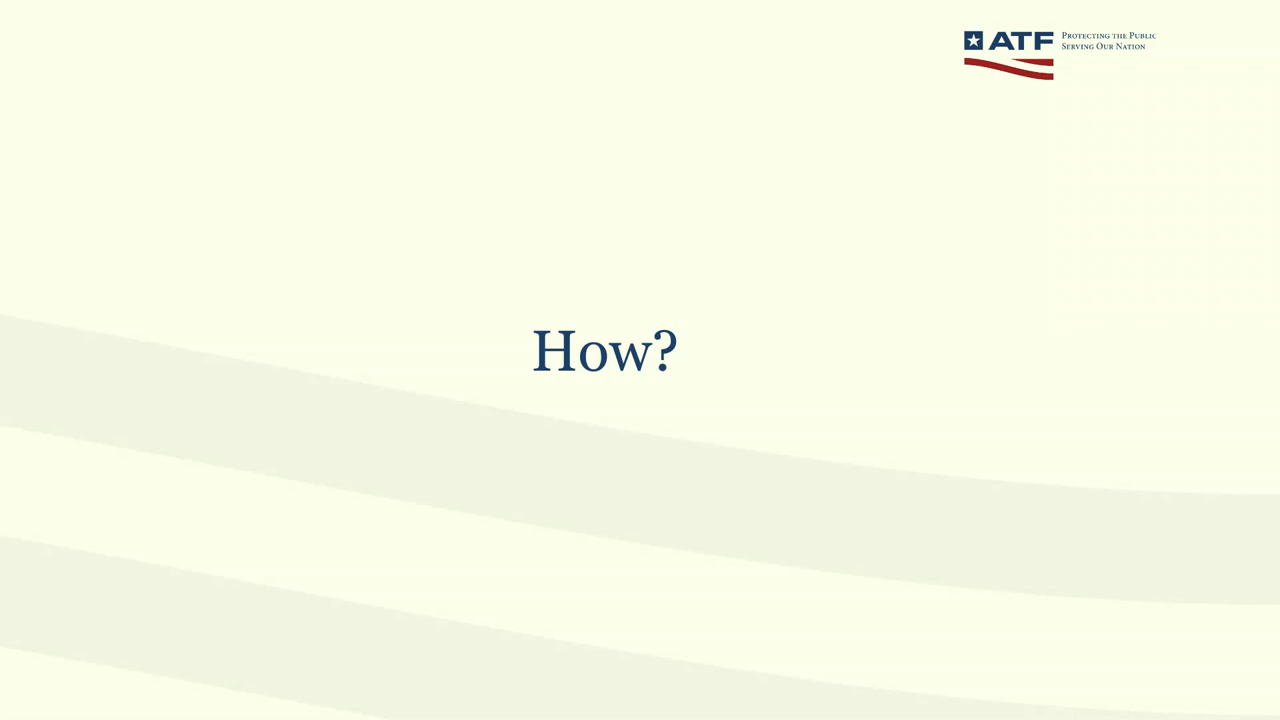 ATF
Protecting the Public
Serving Our Nation
How?